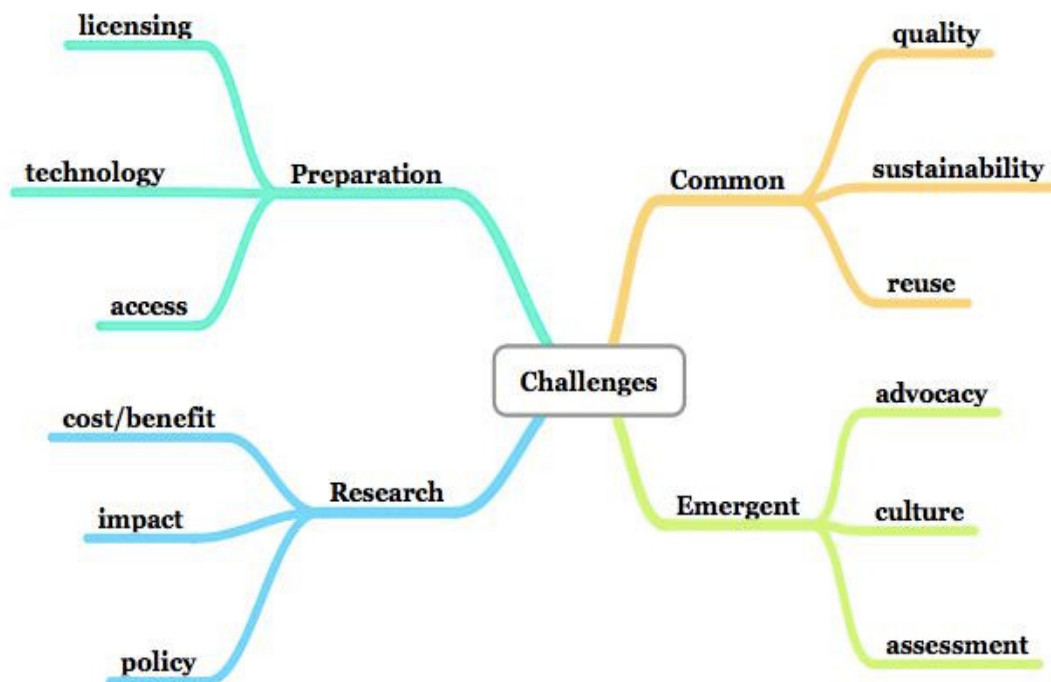 licensing
technology
Preparation
access
quality
Common
sustainability
reuse
Challenges
cost/benefit
Research
impact
policy
advocacy
Emergent
culture
assessment